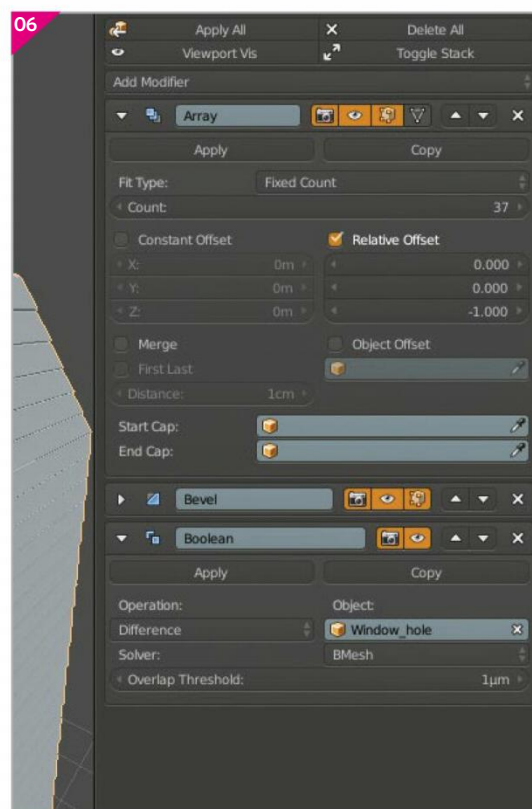 06
Apply All Delete All
Viewport Vis Toggle Stack
Add Modifier
Array
Apply Copy
Fit Type: Fixed Count
Count: 37
Constant Offset Relative Offset
X: 0m 0.000
Y: 0m 0.000
Z: 0m -1.000
Merge Object Offset
First Last
Distance: 1cm
Start Cap:
End Cap:
Bevel
Boolean
Apply Copy
Operation: Object:
Difference Window_hole
Solver: BMesh
Overlap Threshold: 1µm